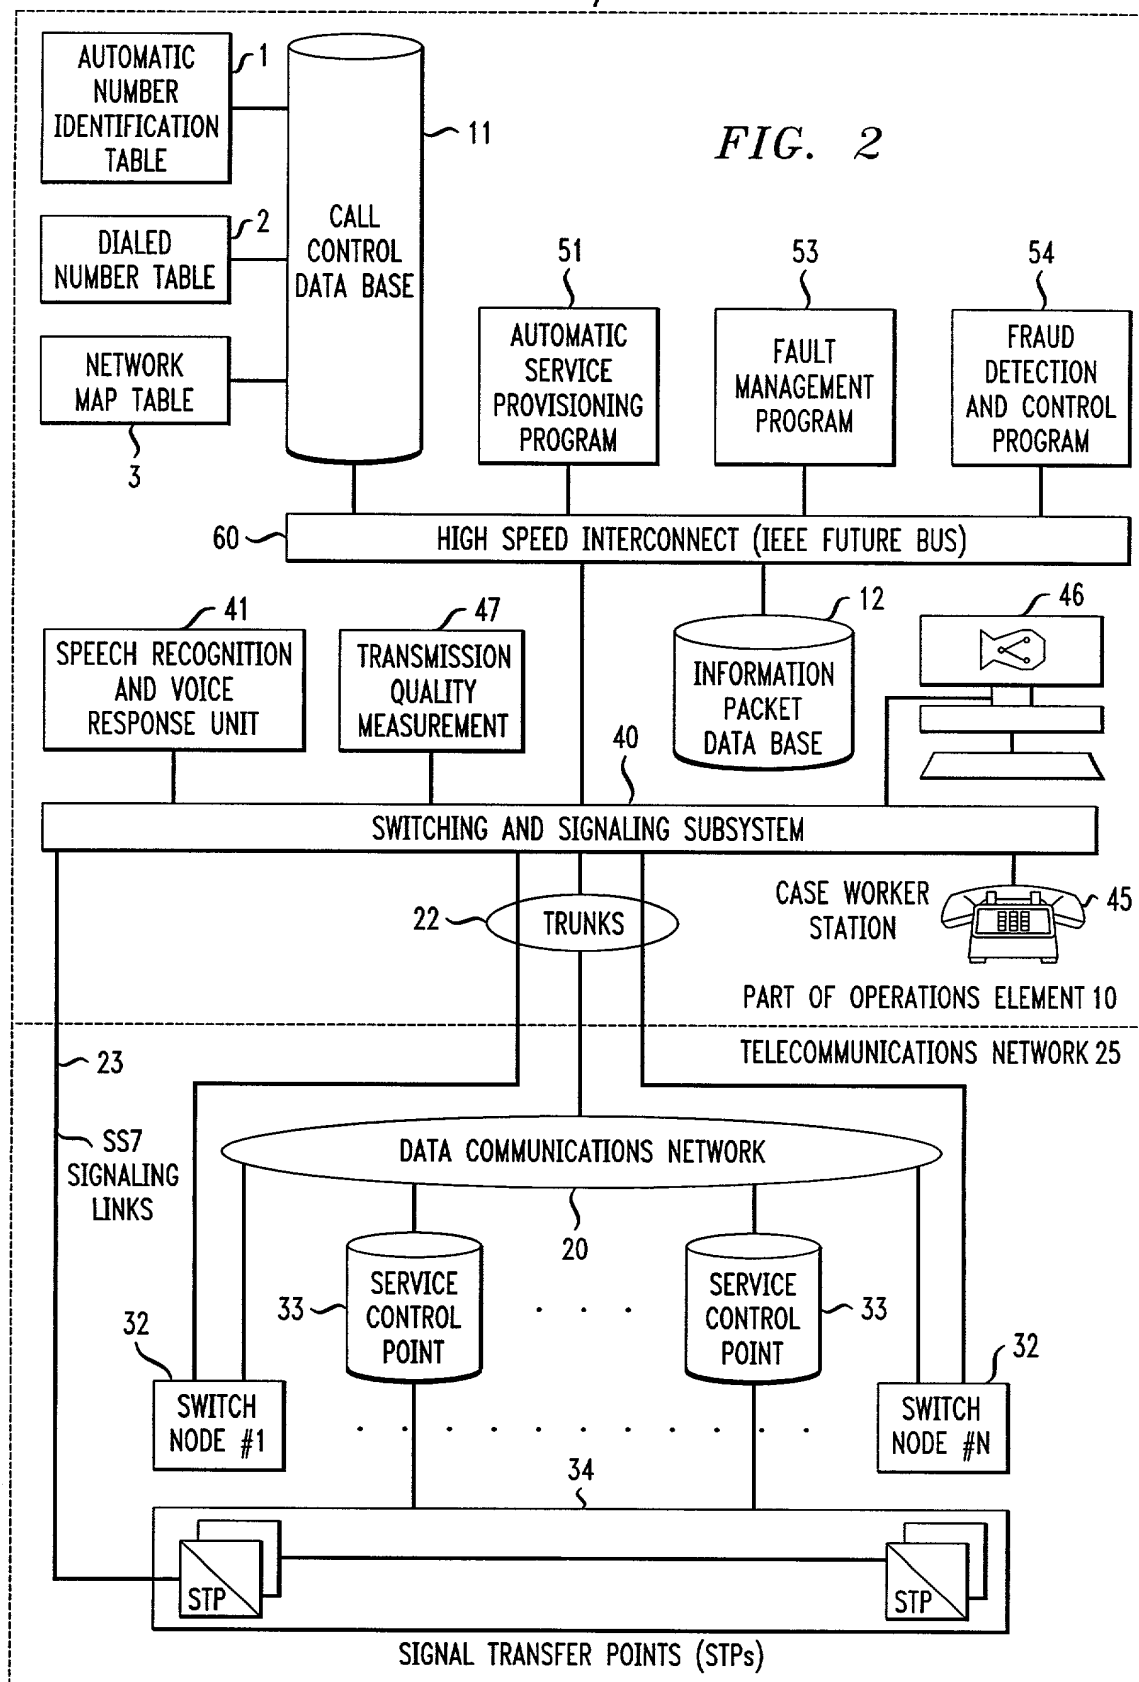 AUTOMATIC
NUMBER
IDENTIFICATION
TABLE
1
11
FIG. 2
DIALED
NUMBER TABLE
2
CALL
CONTROL
DATA BASE
NETWORK
MAP TABLE
3
51
53
54
AUTOMATIC
SERVICE
PROVISIONING
PROGRAM
FAULT
MANAGEMENT
PROGRAM
FRAUD
DETECTION
AND CONTROL
PROGRAM
60
HIGH SPEED INTERCONNECT (IEEE FUTURE BUS)
41
47
12
46
SPEECH RECOGNITION
AND VOICE
RESPONSE UNIT
TRANSMISSION
QUALITY
MEASUREMENT
INFORMATION
PACKET
DATA BASE
40
SWITCHING AND SIGNALING SUBSYSTEM
22
TRUNKS
CASE WORKER
STATION
45
PART OF OPERATIONS ELEMENT 10
TELECOMMUNICATIONS NETWORK 25
23
SS7
SIGNALING
LINKS
DATA COMMUNICATIONS NETWORK
20
33
SERVICE
CONTROL
POINT
SERVICE
CONTROL
POINT
33
32
32
SWITCH
NODE #1
SWITCH
NODE #N
34
STP
STP
SIGNAL TRANSFER POINTS (STPs)